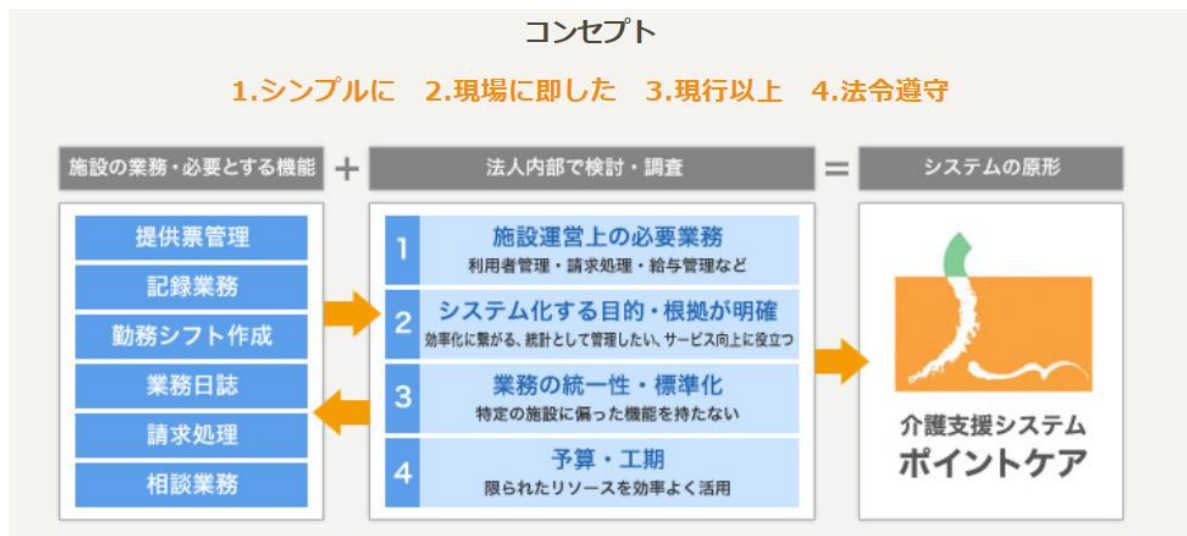 コンセプト
1.シンプルに 2.現場に即した 3.現行以上 4.法令遵守
施設の業務・必要とする機能
+
法人内部で検討・調査
=
システムの原形
提供票管理
記録業務
勤務シフト作成
業務日誌
請求処理
相談業務
1
施設運営上の必要業務
利用者管理・請求処理・給与管理など
2
システム化する目的・根拠が明確
効率化に繋がる、統計として管理したい、サービス向上に役立つ
3
業務の統一性・標準化
特定の施設に偏った機能を持たない
4
予算・工期
限られたリソースを効率よく活用
介護支援システム
ポイントケア